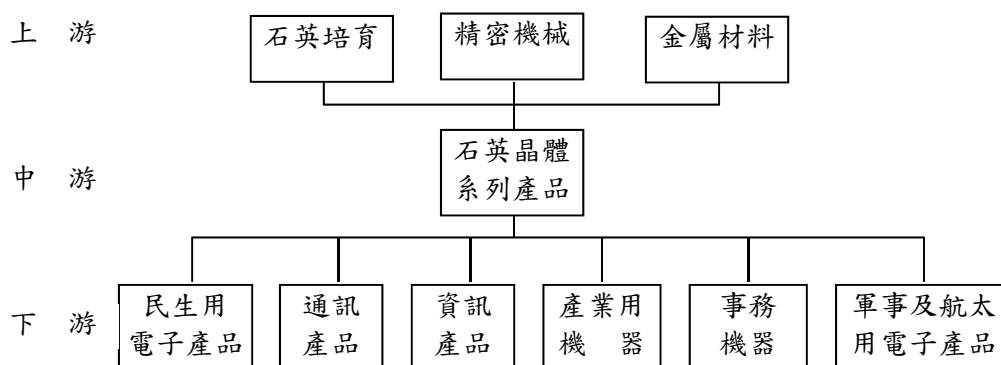 上 游
石英培育
精密機械
金屬材料
中 游
石英晶體
系列產品
下 游
民生用
電子產品
通訊
產品
資訊
產品
產業用
機 器
事務
機器
軍事及航太
用電子產品